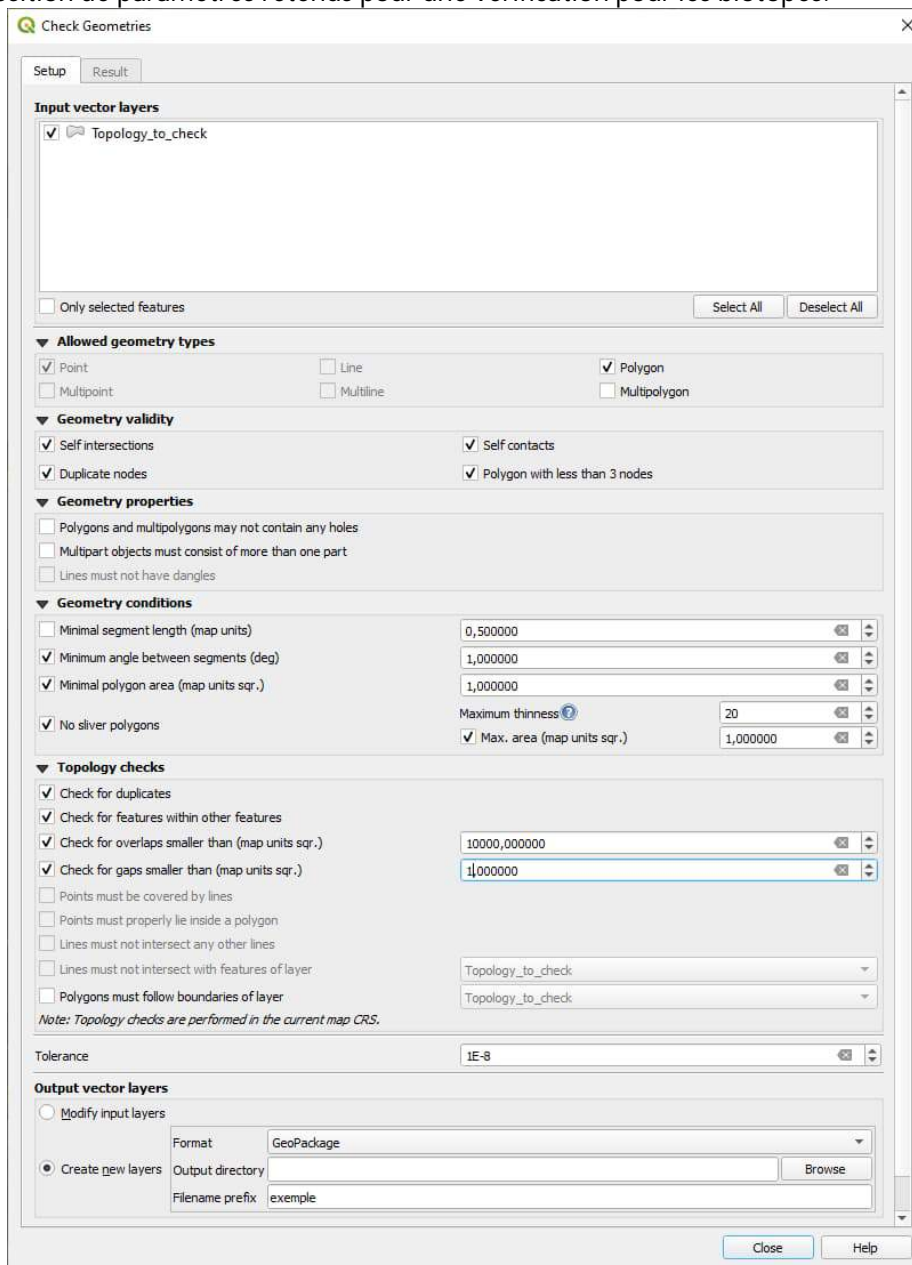 Check Geometries
Setup Result
Input vector layers
Topology_to_check
Only selected features Select All Deselect All
Allowed geometry types
Point Line Polygon
Multipoint Multiline Multipolygon
Geometry validity
Self intersections Self contacts
Duplicate nodes Polygon with less than 3 nodes
Geometry properties
Polygons and multipolygons may not contain any holes
Multipart objects must consist of more than one part
Lines must not have dangles
Geometry conditions
Minimal segment length (map units) 0,500000
Minimum angle between segments (deg) 1,000000
Minimal polygon area (map units sqr.) 1,000000
No sliver polygons Maximum thinness 20
Max. area (map units sqr.) 1,000000
Topology checks
Check for duplicates
Check for features within other features
Check for overlaps smaller than (map units sqr.) 10000,000000
Check for gaps smaller than (map units sqr.) 1,000000
Points must be covered by lines
Points must properly lie inside a polygon
Lines must not intersect any other lines
Lines must not intersect with features of layer Topology_to_check
Polygons must follow boundaries of layer Topology_to_check
Note: Topology checks are performed in the current map CRS.
Tolerance 1E-8
Output vector layers
Modify input layers
Format GeoPackage
Create new layers Output directory Browse
Filename prefix exemple
Close Help